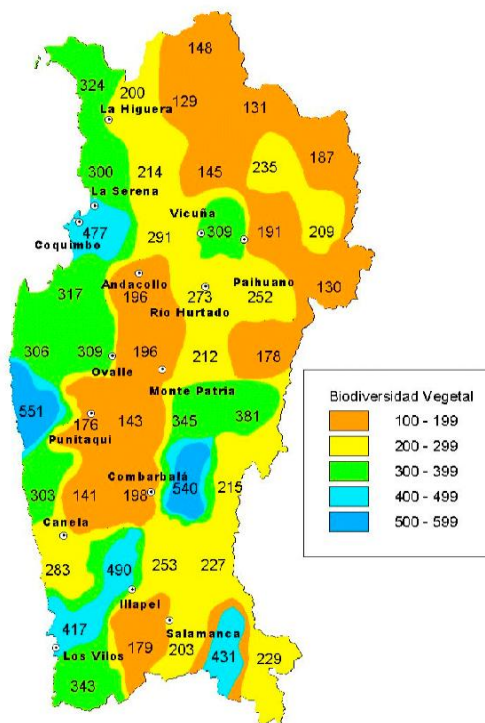 148
324
200
129
131
La Higuera
187
300
214
145
235
La Serena
Vicuña
477
291
309
191
209
Coquimbo
Andacollo
Paihuano
317
196
273
252
130
Río Hurtado
306
309
196
212
178
Ovalle
Monte Patria
551
176
143
345
381
Punitaqui
Combarbalá
303
141
198
540
215
Canela
283
490
253
227
Illapel
417
Salamanca
Los Vilos
179
203
431
229
343
Biodiversidad Vegetal
100 - 199
200 - 299
300 - 399
400 - 499
500 - 599